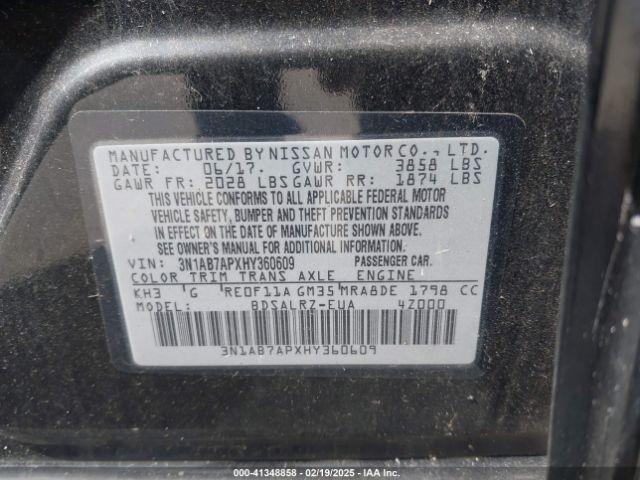 MANUFACTURED BY NISSAN MOTOR CO., LTD.
DATE: 06/17. GVWR: 3858 LBS
GAWR FR: 2028 LBS GAWR RR: 1874 LBS
THIS VEHICLE CONFORMS TO ALL APPLICABLE FEDERAL MOTOR
VEHICLE SAFETY, BUMPER AND THEFT PREVENTION STANDARDS
IN EFFECT ON THE DATE OF MANUFACTURE SHOWN ABOVE.
SEE OWNER'S MANUAL FOR ADDITIONAL INFORMATION.
VIN: 3N1AB7APXHY360609 PASSENGER CAR.
COLOR TRIM TRANS AXLE ENGINE
KH3 G RE0F11A GM35 MRA8DE 1798 CC
MODEL: BDSALRZ-EUA 42000
3N1AB7APXHY360609
000-41348858 - 02/19/2025 - IAA Inc.